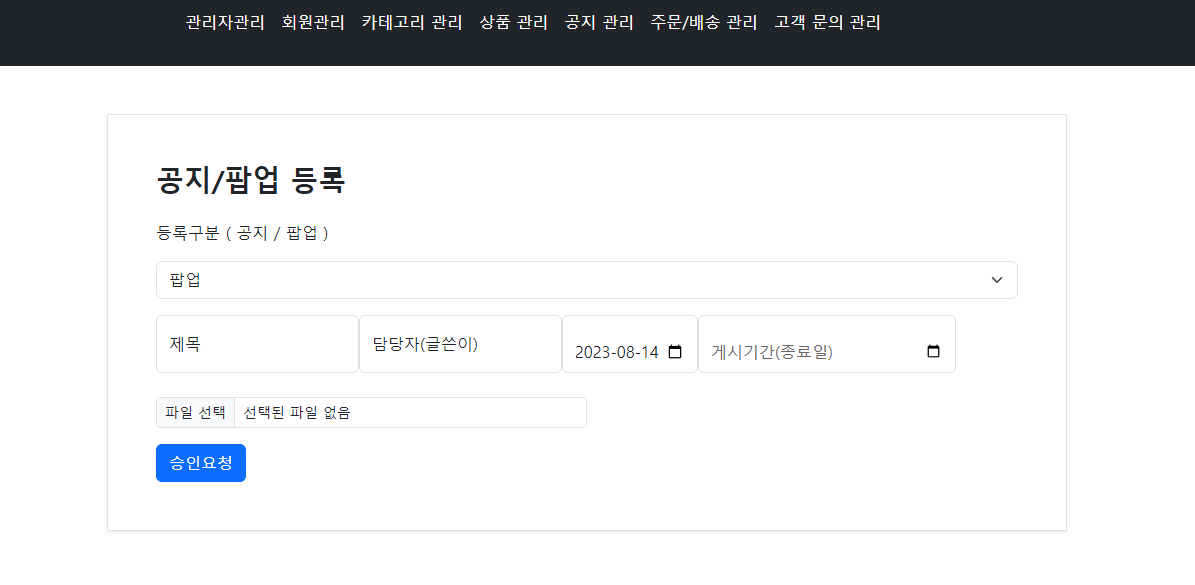 관리자관리 회원관리 카테고리 관리 상품 관리 공지 관리 주문/배송 관리 고객 문의 관리
공지/팝업 등록
등록구분 ( 공지 / 팝업 )
팝업
제목 담당자(글쓴이) 2023-08-14 게시기간(종료일)
파일 선택 선택된 파일 없음
승인요청